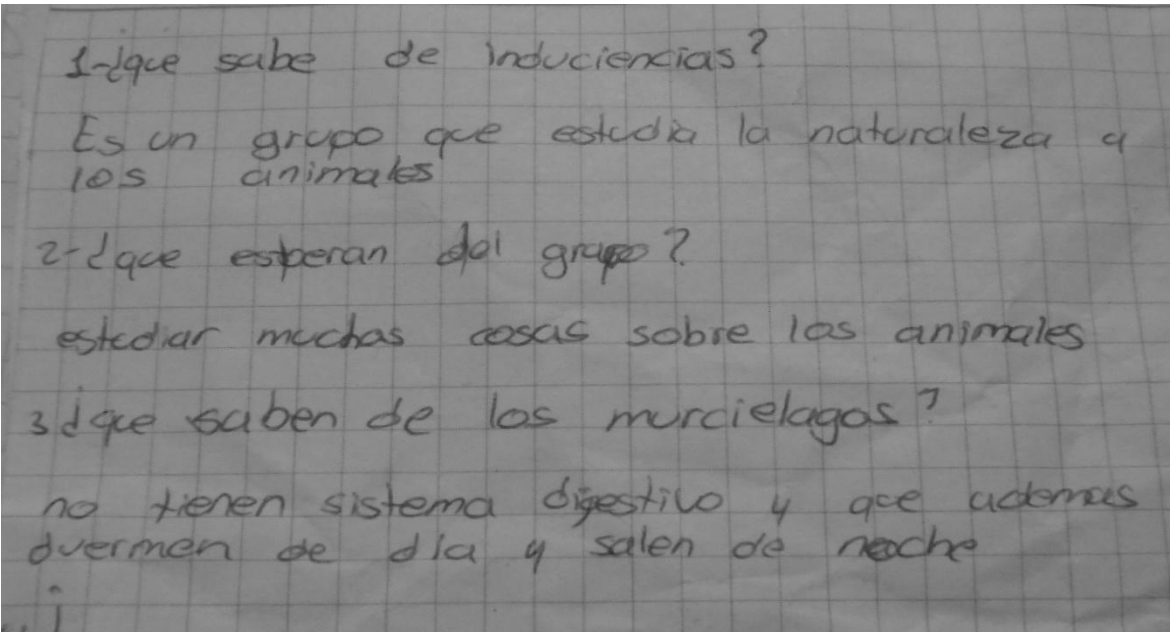 1-¿que sabe de Induciencias?
Es un grupo que estudia la naturaleza y
los animales
2-¿que esperan del grupo?
estudiar muchas cosas sobre los animales
3¿que saben de los murcielagos?
no tienen sistema digestivo y que ademas
duermen de dia y salen de noche